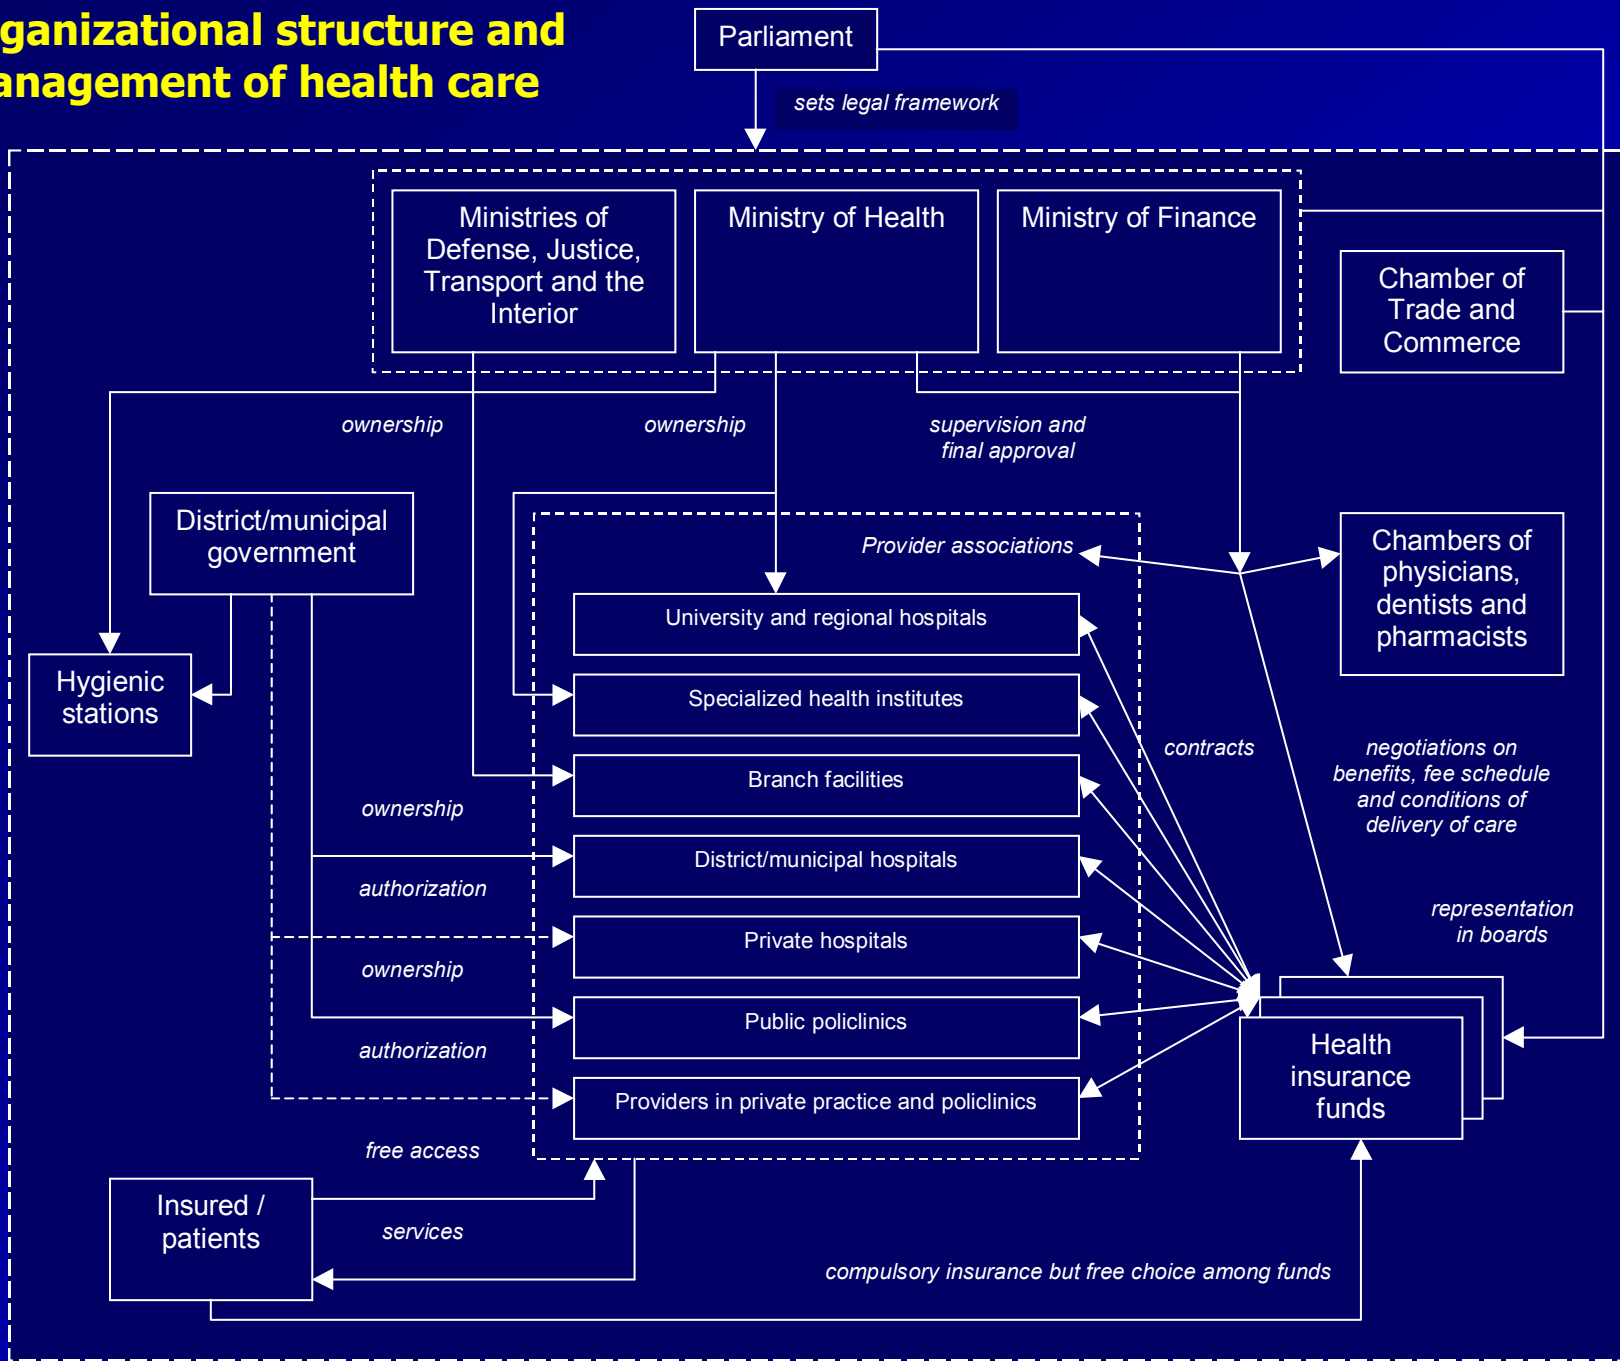 ganizational structure and
anagement of health care
Parliament
sets legal framework
Ministries of
Defense, Justice,
Transport and the
Interior
Ministry of Health
Ministry of Finance
Chamber of
Trade and
Commerce
ownership
ownership
supervision and
final approval
District/municipal
government
Provider associations
Chambers of
physicians,
dentists and
pharmacists
University and regional hospitals
Hygienic
stations
Specialized health institutes
contracts
negotiations on
benefits, fee schedule
and conditions of
delivery of care
Branch facilities
ownership
District/municipal hospitals
authorization
representation
in boards
Private hospitals
ownership
Public policlinics
authorization
Health
insurance
funds
Providers in private practice and policlinics
free access
Insured /
patients
services
compulsory insurance but free choice among funds